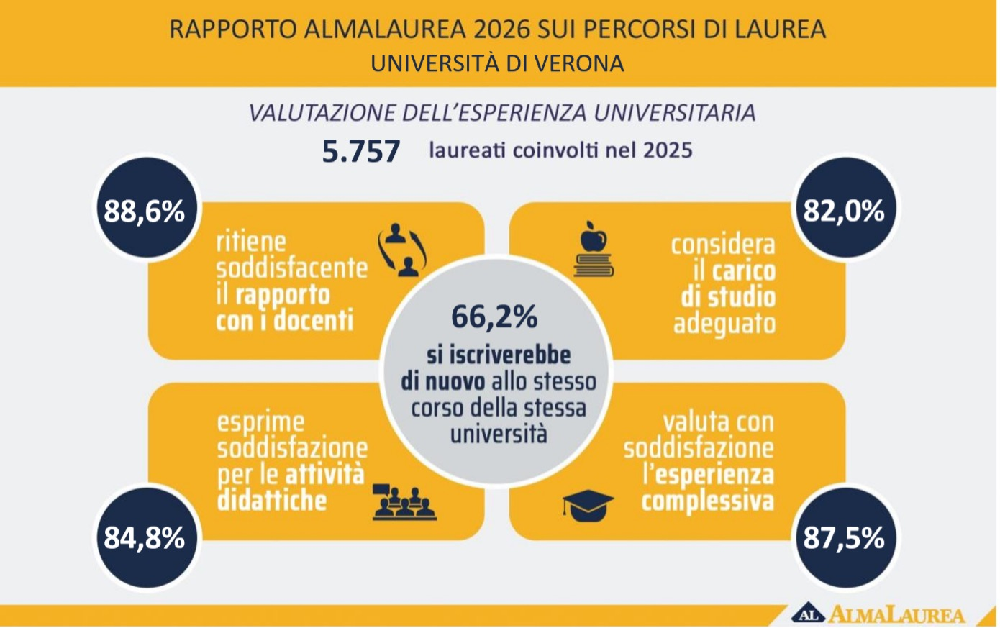 RAPPORTO ALMALAUREA 2026 SUI PERCORSI DI LAUREA
UNIVERSITÀ DI VERONA
VALUTAZIONE DELL'ESPERIENZA UNIVERSITARIA
5.757 laureati coinvolti nel 2025
88,6%
ritiene
soddisfacente
il rapporto
con i docenti
82,0%
considera
il carico
di studio
adeguato
66,2%
si iscriverebbe
di nuovo allo stesso
corso della stessa
università
esprime
soddisfazione
per le attività
didattiche
84,8%
valuta con
soddisfazione
l'esperienza
complessiva
87,5%
AL ALMALAUREA